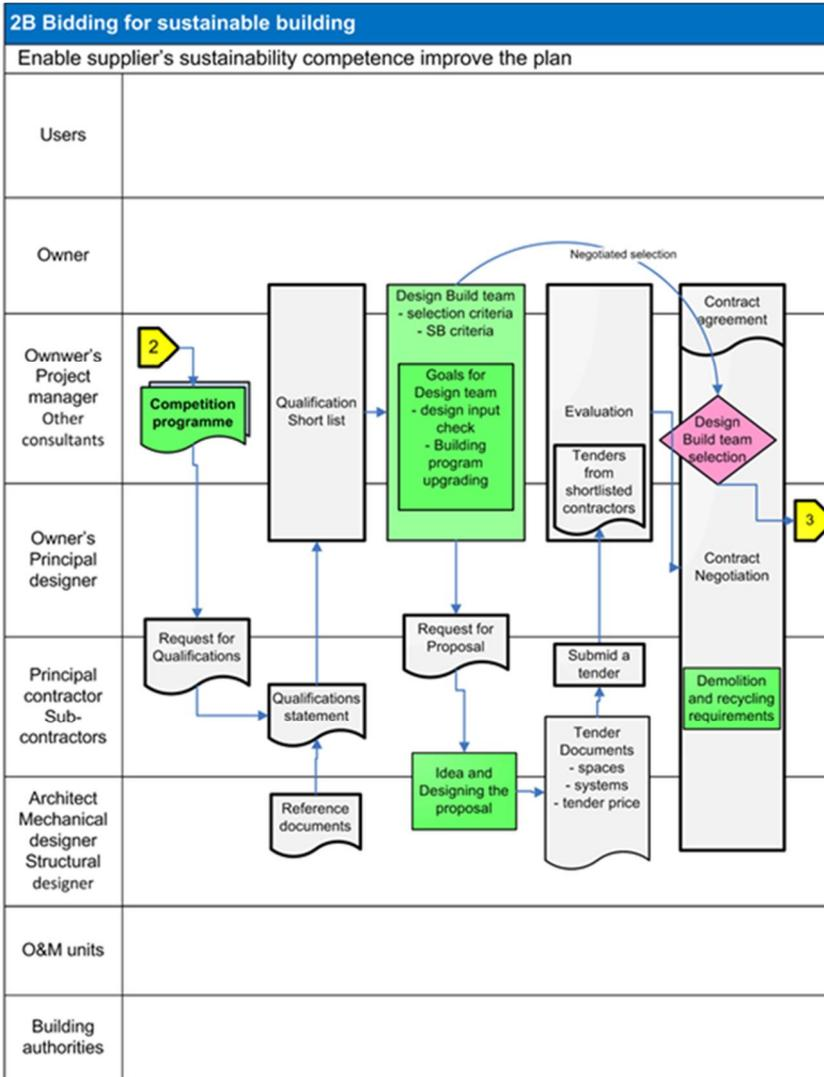 2B Bidding for sustainable building
Enable supplier's sustainability competence improve the plan
Users
Owner
Negotiated selection
Ownwer's
Project
manager
Other
consultants
2
Competition
programme
Qualification
Short list
Design Build team
- selection criteria
- SB criteria
Goals for
Design team
- design input
check
- Building
program
upgrading
Evaluation
Tenders
from
shortlisted
contractors
Contract
agreement
Design
Build team
selection
3
Contract
Negotiation
Owner's
Principal
designer
Request for
Qualifications
Request for
Proposal
Principal
contractor
Sub-
contractors
Qualifications
statement
Submid a
tender
Demolition
and recycling
requirements
Idea and
Designing the
proposal
Tender
Documents
- spaces
- systems
- tender price
Architect
Mechanical
designer
Structural
designer
Reference
documents
O&M units
Building
authorities